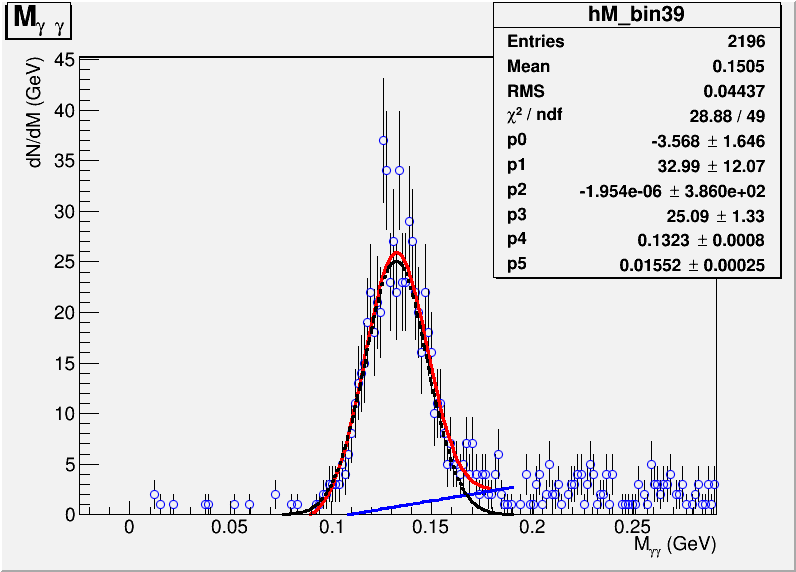 M γ γ
hM_bin39
Entries 2196
Mean 0.1505
RMS 0.04437
χ² / ndf 28.88 / 49
p0 -3.568 ± 1.646
p1 32.99 ± 12.07
p2 -1.954e-06 ± 3.860e+02
p3 25.09 ± 1.33
p4 0.1323 ± 0.0008
p5 0.01552 ± 0.00025
dN/dM (GeV)
45
40
35
30
25
20
15
10
5
0
0 0.05 0.1 0.15 0.2 0.25
Mγγ (GeV)